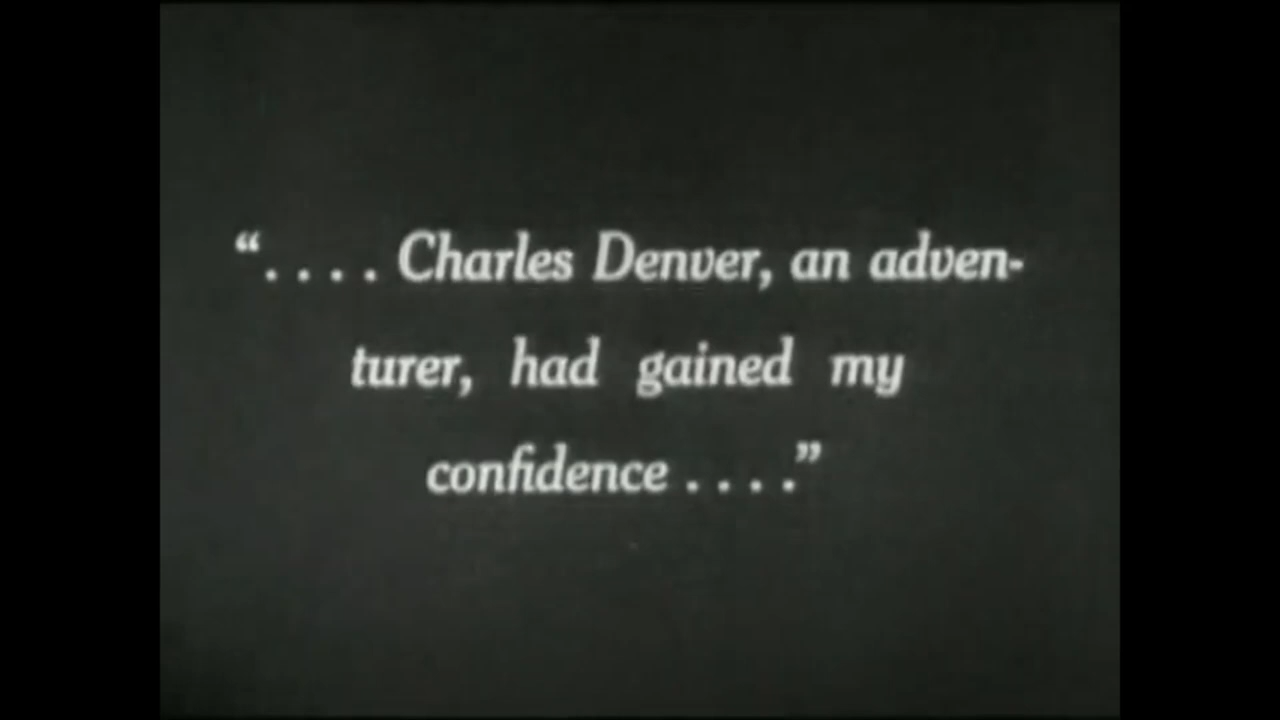 “. . . . Charles Denver, an adven-
turer, had gained my
confidence . . . .”